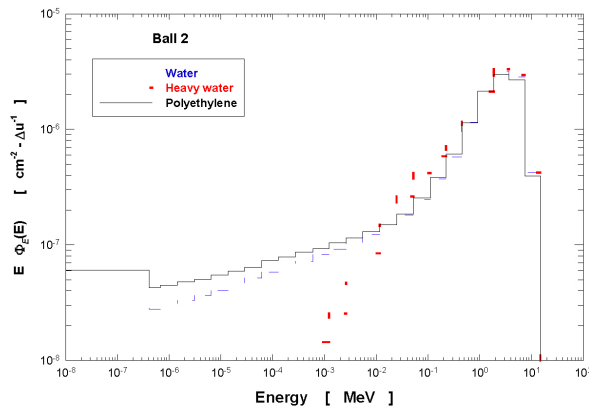 Ball 2
Water
Heavy water
Polyethylene
E Φ_E(E) [ cm⁻² - Δu⁻¹ ]
10⁻⁵
10⁻⁶
10⁻⁷
10⁻⁸
10⁻⁸ 10⁻⁷ 10⁻⁶ 10⁻⁵ 10⁻⁴ 10⁻³ 10⁻² 10⁻¹ 10⁰ 10¹ 10²
Energy [ MeV ]